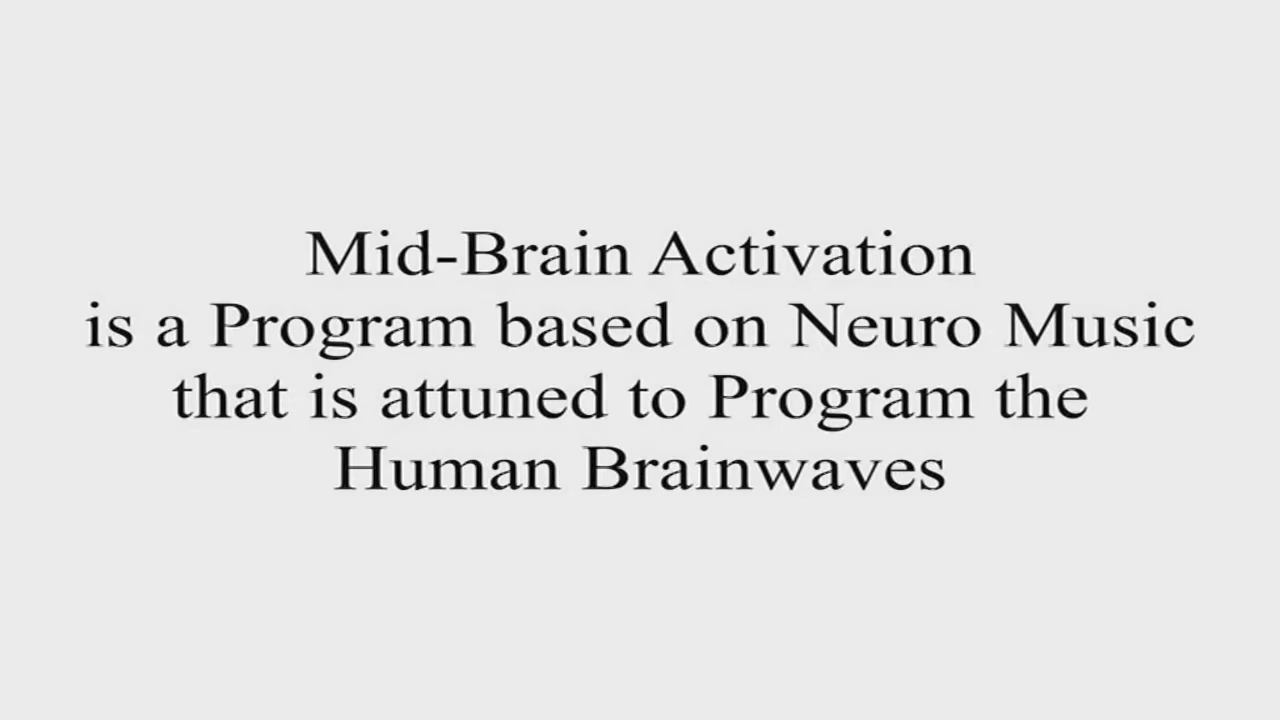 Mid-Brain Activation
is a Program based on Neuro Music
that is attuned to Program the
Human Brainwaves